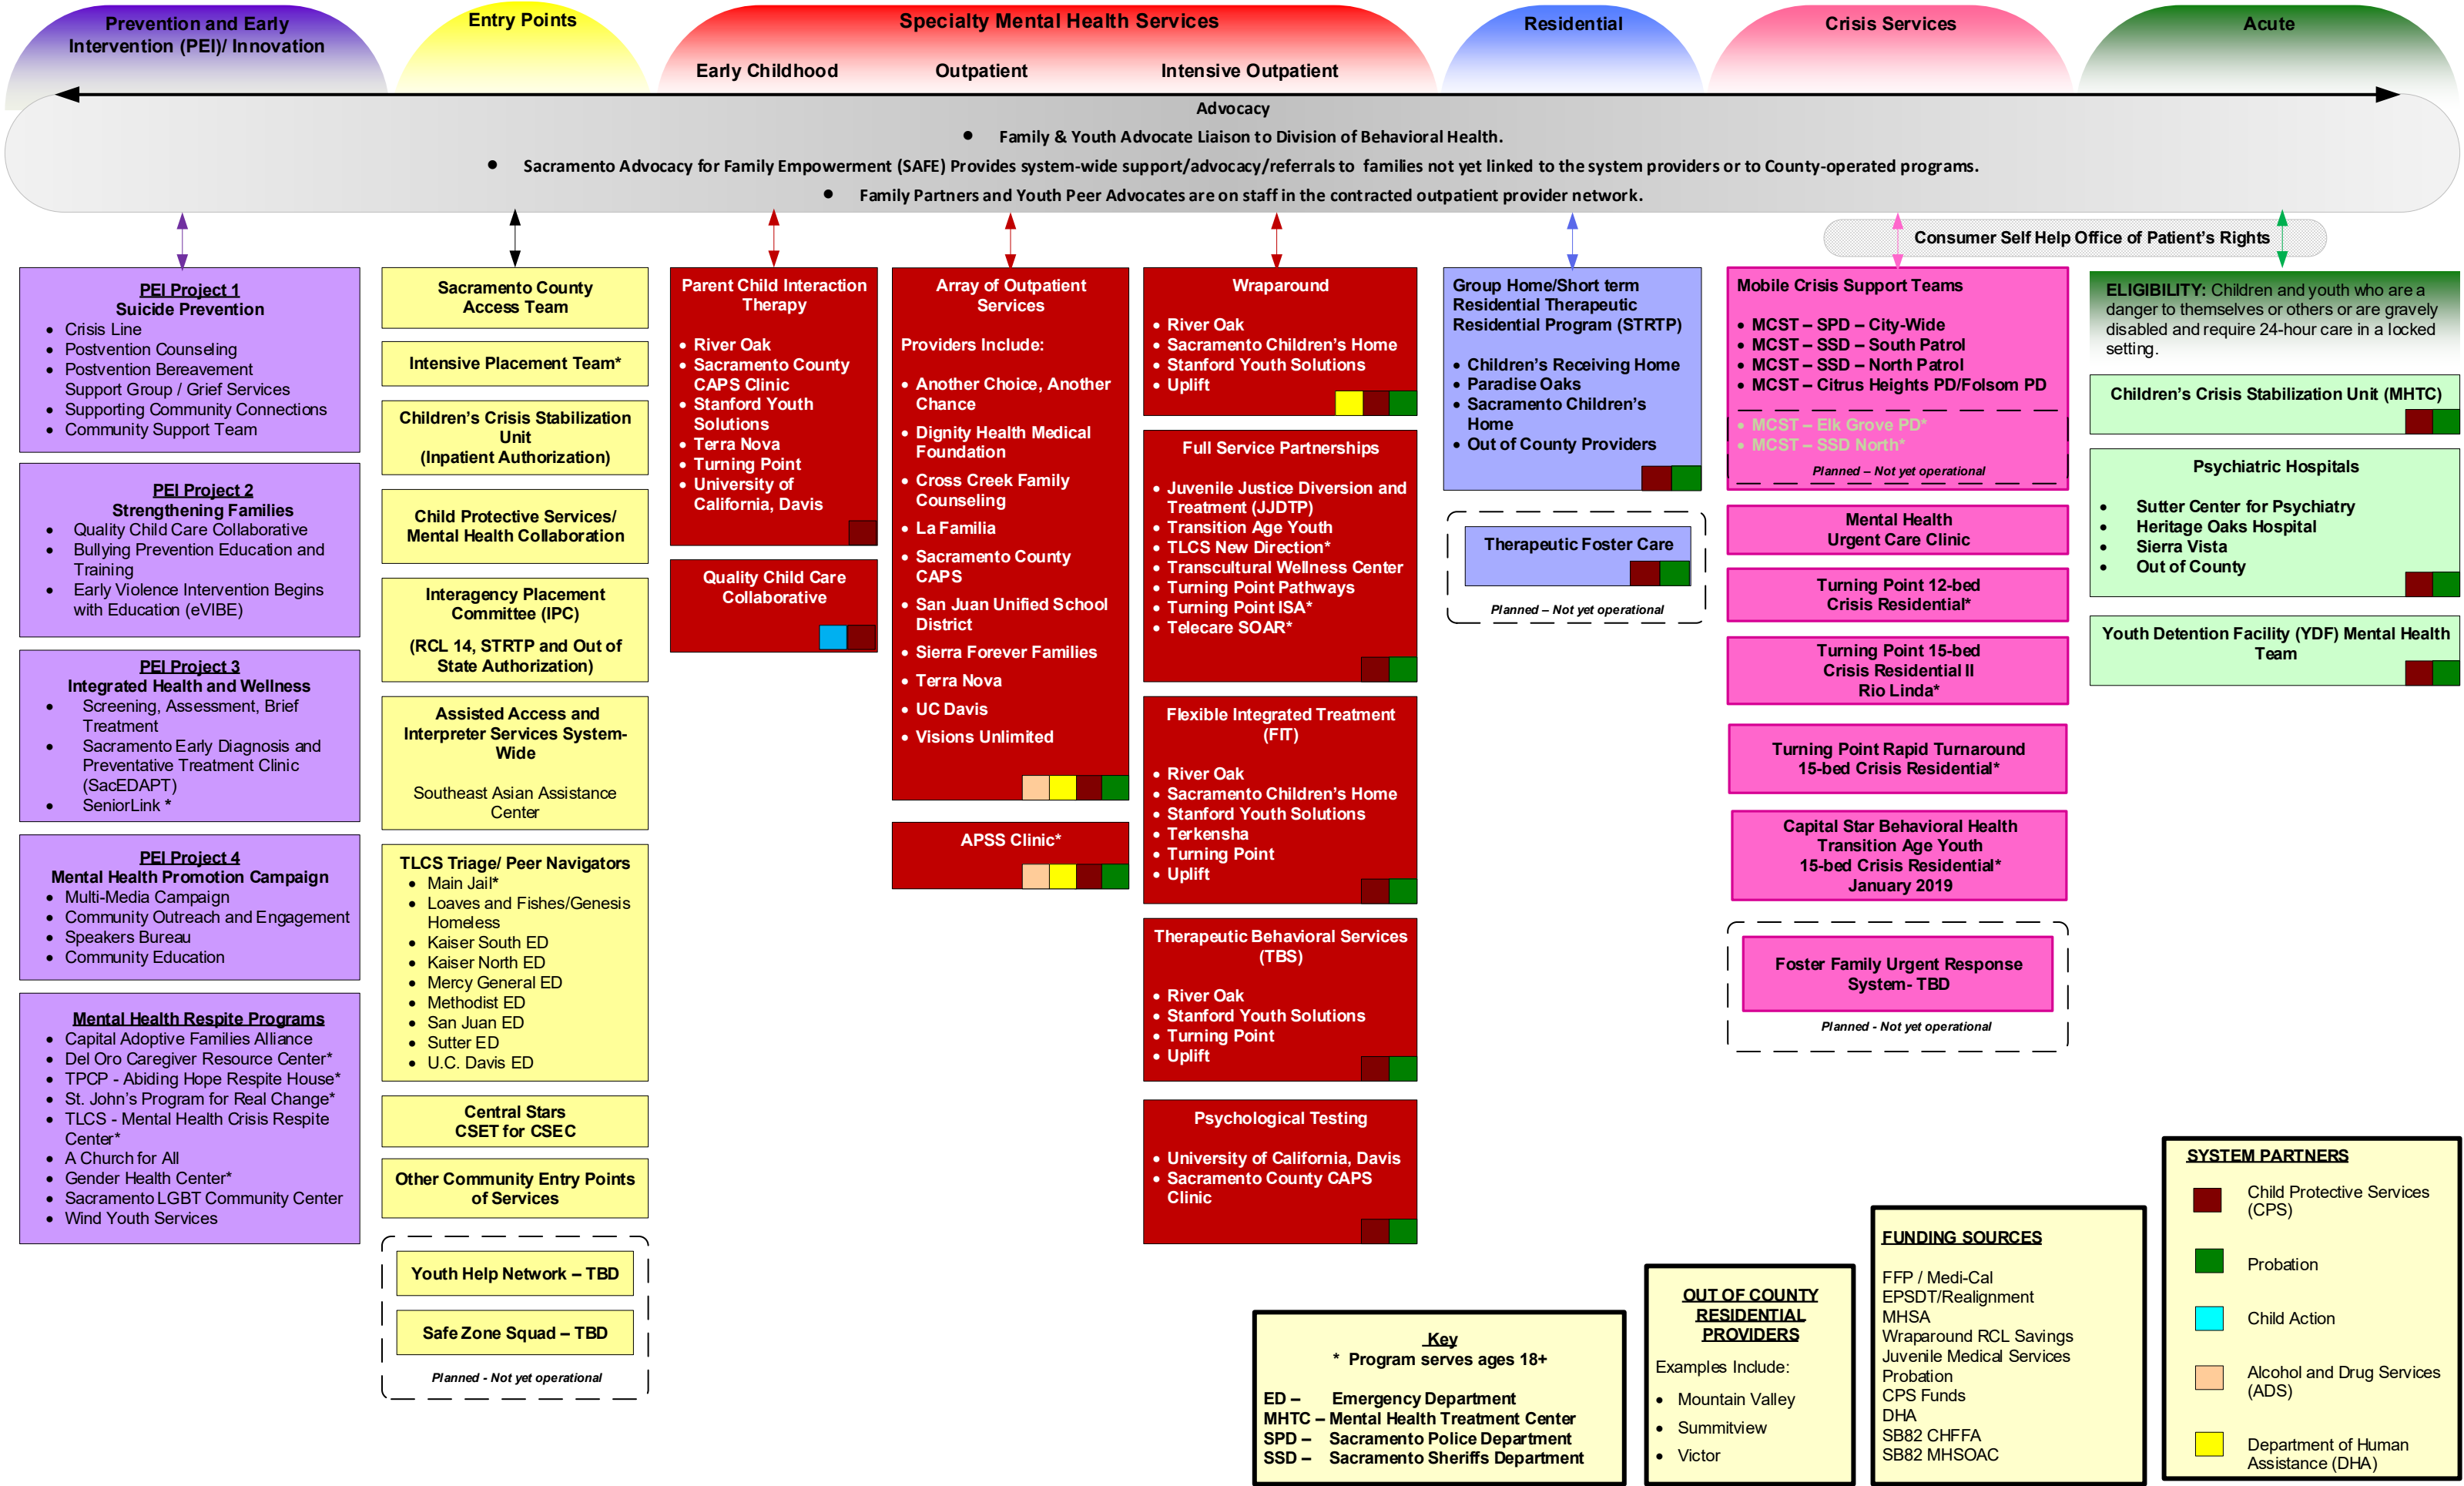 Prevention and Early
Intervention (PEI)/ Innovation
Entry Points
Specialty Mental Health Services
Early Childhood
Outpatient
Intensive Outpatient
Residential
Crisis Services
Acute
Advocacy
● Family & Youth Advocate Liaison to Division of Behavioral Health.
● Sacramento Advocacy for Family Empowerment (SAFE) Provides system-wide support/advocacy/referrals to families not yet linked to the system providers or to County-operated programs.
● Family Partners and Youth Peer Advocates are on staff in the contracted outpatient provider network.
Consumer Self Help Office of Patient's Rights
PEI Project 1
Suicide Prevention
• Crisis Line
• Postvention Counseling
• Postvention Bereavement
Support Group / Grief Services
• Supporting Community Connections
• Community Support Team
PEI Project 2
Strengthening Families
• Quality Child Care Collaborative
• Bullying Prevention Education and
Training
• Early Violence Intervention Begins
with Education (eVIBE)
PEI Project 3
Integrated Health and Wellness
• Screening, Assessment, Brief
Treatment
• Sacramento Early Diagnosis and
Preventative Treatment Clinic
(SacEDAPT)
• SeniorLink *
PEI Project 4
Mental Health Promotion Campaign
• Multi-Media Campaign
• Community Outreach and Engagement
• Speakers Bureau
• Community Education
Mental Health Respite Programs
• Capital Adoptive Families Alliance
• Del Oro Caregiver Resource Center*
• TPCP - Abiding Hope Respite House*
• St. John's Program for Real Change*
• TLCS - Mental Health Crisis Respite
Center*
• A Church for All
• Gender Health Center*
• Sacramento LGBT Community Center
• Wind Youth Services
Sacramento County
Access Team
Intensive Placement Team*
Children's Crisis Stabilization
Unit
(Inpatient Authorization)
Child Protective Services/
Mental Health Collaboration
Interagency Placement
Committee (IPC)
(RCL 14, STRTP and Out of
State Authorization)
Assisted Access and
Interpreter Services System-
Wide
Southeast Asian Assistance
Center
TLCS Triage/ Peer Navigators
• Main Jail*
• Loaves and Fishes/Genesis
Homeless
• Kaiser South ED
• Kaiser North ED
• Mercy General ED
• Methodist ED
• San Juan ED
• Sutter ED
• U.C. Davis ED
Central Stars
CSET for CSEC
Other Community Entry Points
of Services
Youth Help Network – TBD
Safe Zone Squad – TBD
Planned - Not yet operational
Parent Child Interaction
Therapy
• River Oak
• Sacramento County
CAPS Clinic
• Stanford Youth
Solutions
• Terra Nova
• Turning Point
• University of
California, Davis
Quality Child Care
Collaborative
Array of Outpatient
Services
Providers Include:
• Another Choice, Another
Chance
• Dignity Health Medical
Foundation
• Cross Creek Family
Counseling
• La Familia
• Sacramento County
CAPS
• San Juan Unified School
District
• Sierra Forever Families
• Terra Nova
• UC Davis
• Visions Unlimited
APSS Clinic*
Wraparound
• River Oak
• Sacramento Children's Home
• Stanford Youth Solutions
• Uplift
Full Service Partnerships
• Juvenile Justice Diversion and
Treatment (JJDTP)
• Transition Age Youth
• TLCS New Direction*
• Transcultural Wellness Center
• Turning Point Pathways
• Turning Point ISA*
• Telecare SOAR*
Flexible Integrated Treatment
(FIT)
• River Oak
• Sacramento Children's Home
• Stanford Youth Solutions
• Terkensha
• Turning Point
• Uplift
Therapeutic Behavioral Services
(TBS)
• River Oak
• Stanford Youth Solutions
• Turning Point
• Uplift
Psychological Testing
• University of California, Davis
• Sacramento County CAPS
Clinic
Group Home/Short term
Residential Therapeutic
Residential Program (STRTP)
• Children's Receiving Home
• Paradise Oaks
• Sacramento Children's
Home
• Out of County Providers
Therapeutic Foster Care
Planned – Not yet operational
Mobile Crisis Support Teams
• MCST – SPD – City-Wide
• MCST – SSD – South Patrol
• MCST – SSD – North Patrol
• MCST – Citrus Heights PD/Folsom PD
• MCST – Elk Grove PD*
• MCST – SSD North*
Planned – Not yet operational
Mental Health
Urgent Care Clinic
Turning Point 12-bed
Crisis Residential*
Turning Point 15-bed
Crisis Residential II
Rio Linda*
Turning Point Rapid Turnaround
15-bed Crisis Residential*
Capital Star Behavioral Health
Transition Age Youth
15-bed Crisis Residential*
January 2019
Foster Family Urgent Response
System- TBD
Planned - Not yet operational
ELIGIBILITY: Children and youth who are a
danger to themselves or others or are gravely
disabled and require 24-hour care in a locked
setting.
Children's Crisis Stabilization Unit (MHTC)
Psychiatric Hospitals
• Sutter Center for Psychiatry
• Heritage Oaks Hospital
• Sierra Vista
• Out of County
Youth Detention Facility (YDF) Mental Health
Team
Key
* Program serves ages 18+
ED – Emergency Department
MHTC – Mental Health Treatment Center
SPD – Sacramento Police Department
SSD – Sacramento Sheriffs Department
OUT OF COUNTY
RESIDENTIAL
PROVIDERS
Examples Include:
• Mountain Valley
• Summitview
• Victor
FUNDING SOURCES
FFP / Medi-Cal
EPSDT/Realignment
MHSA
Wraparound RCL Savings
Juvenile Medical Services
Probation
CPS Funds
DHA
SB82 CHFFA
SB82 MHSOAC
SYSTEM PARTNERS
Child Protective Services
(CPS)
Probation
Child Action
Alcohol and Drug Services
(ADS)
Department of Human
Assistance (DHA)